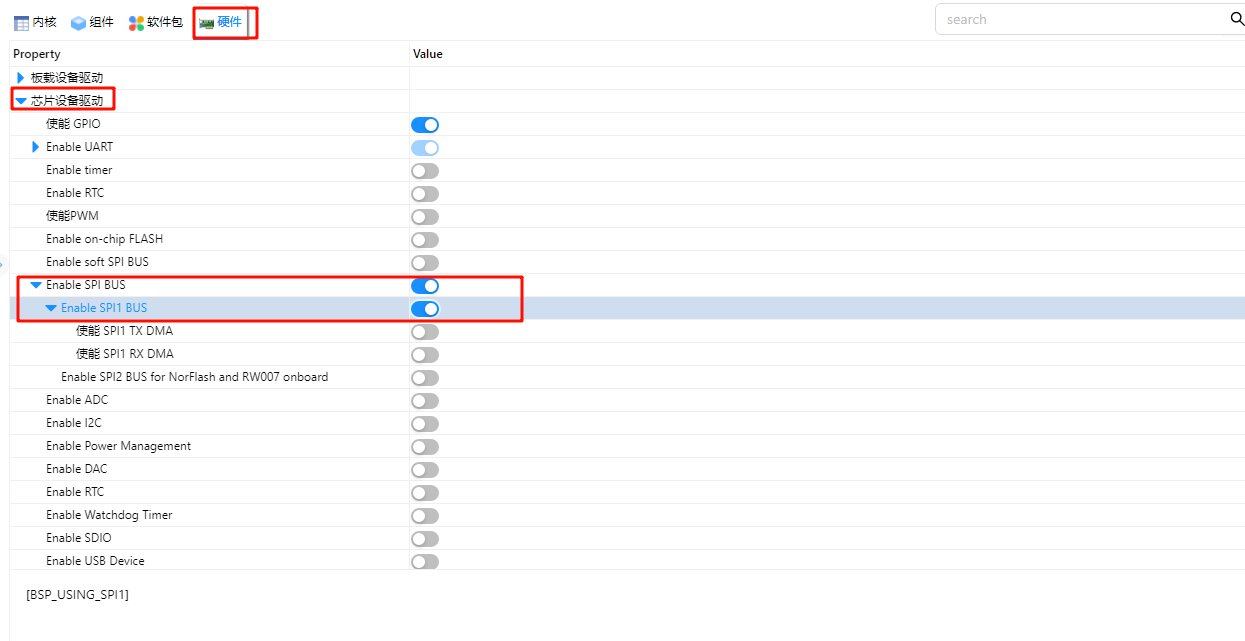 内核 组件 软件包 硬件 search
Property Value
板载设备驱动
芯片设备驱动
使能 GPIO
Enable UART
Enable timer
Enable RTC
使能PWM
Enable on-chip FLASH
Enable soft SPI BUS
Enable SPI BUS
Enable SPI1 BUS
使能 SPI1 TX DMA
使能 SPI1 RX DMA
Enable SPI2 BUS for NorFlash and RW007 onboard
Enable ADC
Enable I2C
Enable Power Management
Enable DAC
Enable RTC
Enable Watchdog Timer
Enable SDIO
Enable USB Device
[BSP_USING_SPI1]